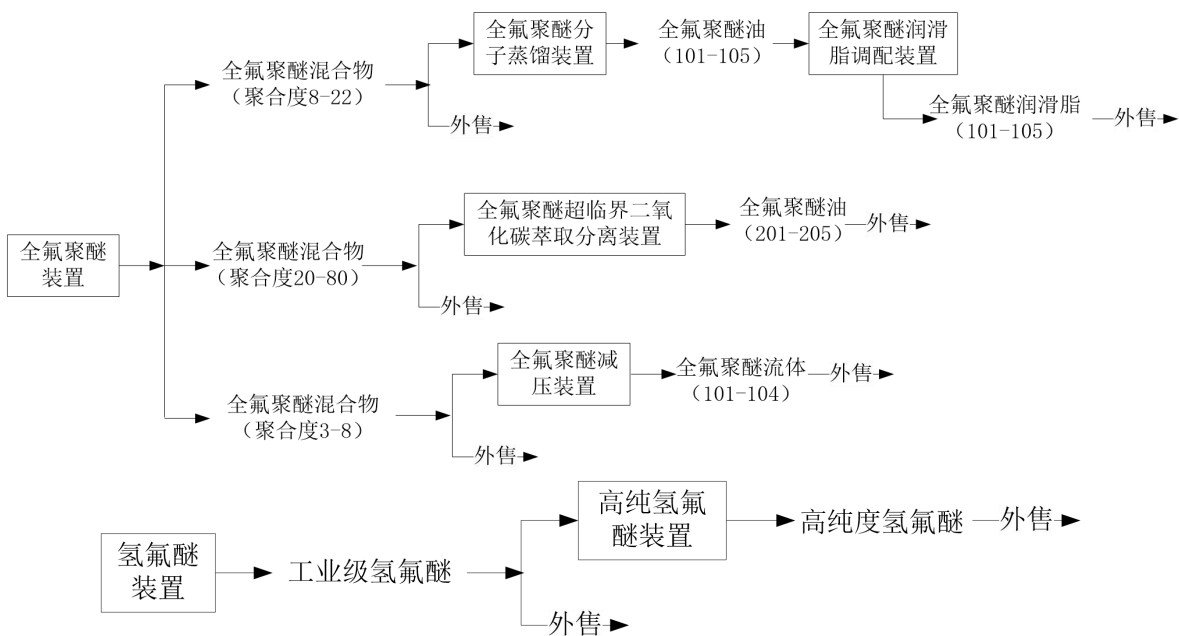 全氟聚醚分
子蒸馏装置
全氟聚醚油
(101-105)
全氟聚醚润滑
脂调配装置
全氟聚醚混合物
(聚合度8-22)
外售
全氟聚醚润滑脂
(101-105)
外售
全氟聚醚超临界二氧
化碳萃取分离装置
全氟聚醚油
(201-205)
外售
全氟聚醚
装置
全氟聚醚混合物
(聚合度20-80)
外售
全氟聚醚减
压装置
全氟聚醚流体
(101-104)
外售
全氟聚醚混合物
(聚合度3-8)
外售
高纯氢氟
醚装置
高纯度氢氟醚
外售
氢氟醚
装置
工业级氢氟醚
外售